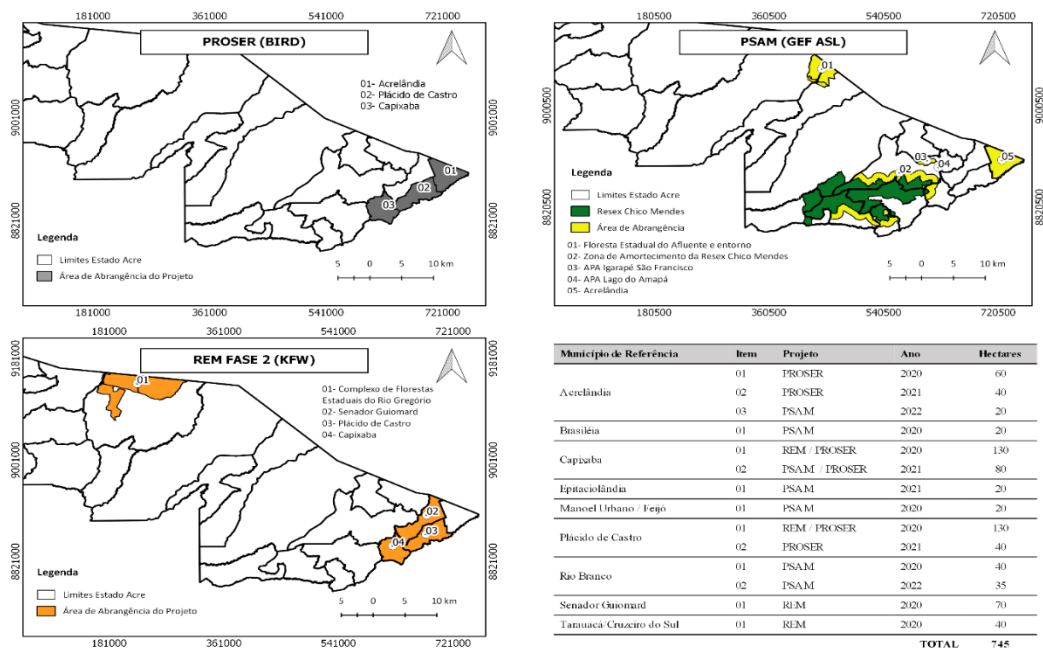 181000 361000 541000 721000
PROSER (BIRD)
01- Acrelândia
02- Plácido de Castro
03- Capixaba
9001000
9001000
8821000
8821000
01
02
03
Legenda
Limites Estado Acre
Área de Abrangência do Projeto
5 0 5 10 km
181000 361000 541000 721000
180500 360500 540500 720500
PSAM (GEF ASL)
01
9000500
9000500
8820500
8820500
03
04
05
02
Legenda
Limites Estado Acre
Resex Chico Mendes
Área de Abrangência
01- Floresta Estadual do Afluente e entorno
02- Zona de Amortecimento da Resex Chico Mendes
03- APA Igarapé São Francisco
04- APA Lago do Amapá
05- Acrelândia
5 0 5 10 km
180500 360500 540500 720500
181000 361000 541000 721000
REM FASE 2 (KFW)
01
01- Complexo de Florestas
Estaduais do Rio Gregório
02- Senador Guiomard
03- Plácido de Castro
04- Capixaba
9181000
9181000
9001000
9001000
8821000
8821000
02
03
04
Legenda
Limites Estado Acre
Área de Abrangência do Projeto
5 0 5 10 km
181000 361000 541000 721000
Município de Referência Item Projeto Ano Hectares
01 PROSER 2020 60
Acrelândia 02 PROSER 2021 40
03 PSAM 2022 20
Brasiléia 01 PSAM 2020 20
Capixaba 01 REM / PROSER 2020 130
02 PSAM / PROSER 2021 80
Epitaciolândia 01 PSAM 2021 20
Manoel Urbano / Feijó 01 PSAM 2020 20
Plácido de Castro 01 REM / PROSER 2020 130
02 PROSER 2021 40
Rio Branco 01 PSAM 2020 40
02 PSAM 2022 35
Senador Guiomard 01 REM 2020 70
Tarauacá/Cruzeiro do Sul 01 REM 2020 40
TOTAL 745